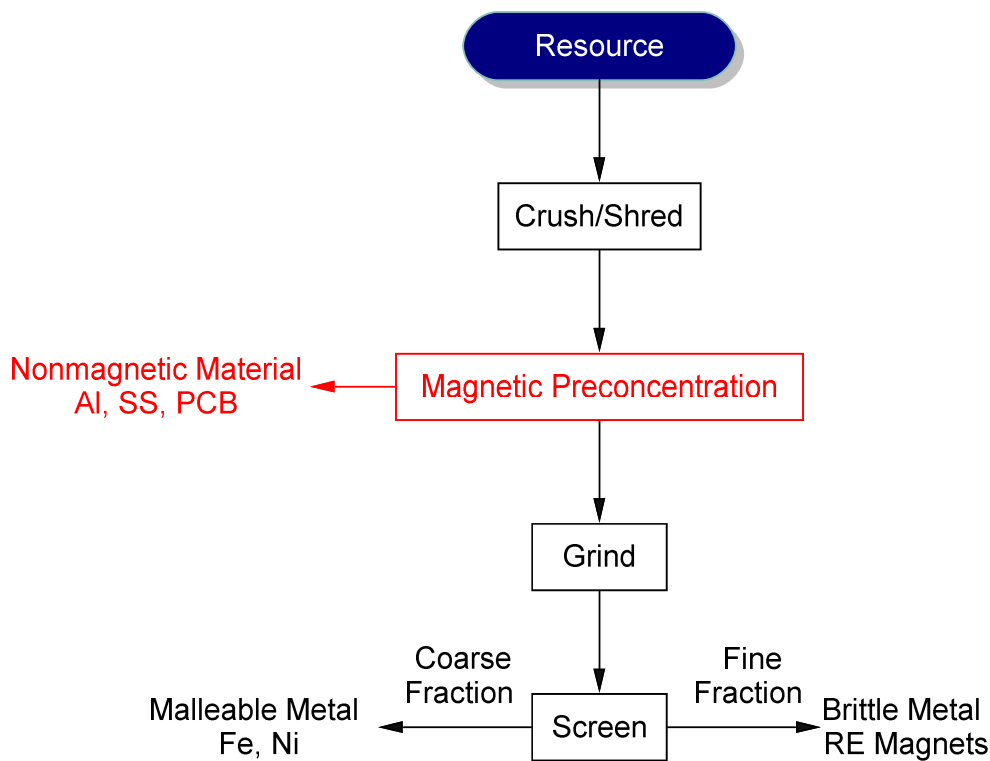 Resource
Crush/Shred
Nonmagnetic Material
Al, SS, PCB
Magnetic Preconcentration
Grind
Coarse
Fraction
Fine
Fraction
Malleable Metal
Fe, Ni
Screen
Brittle Metal
RE Magnets